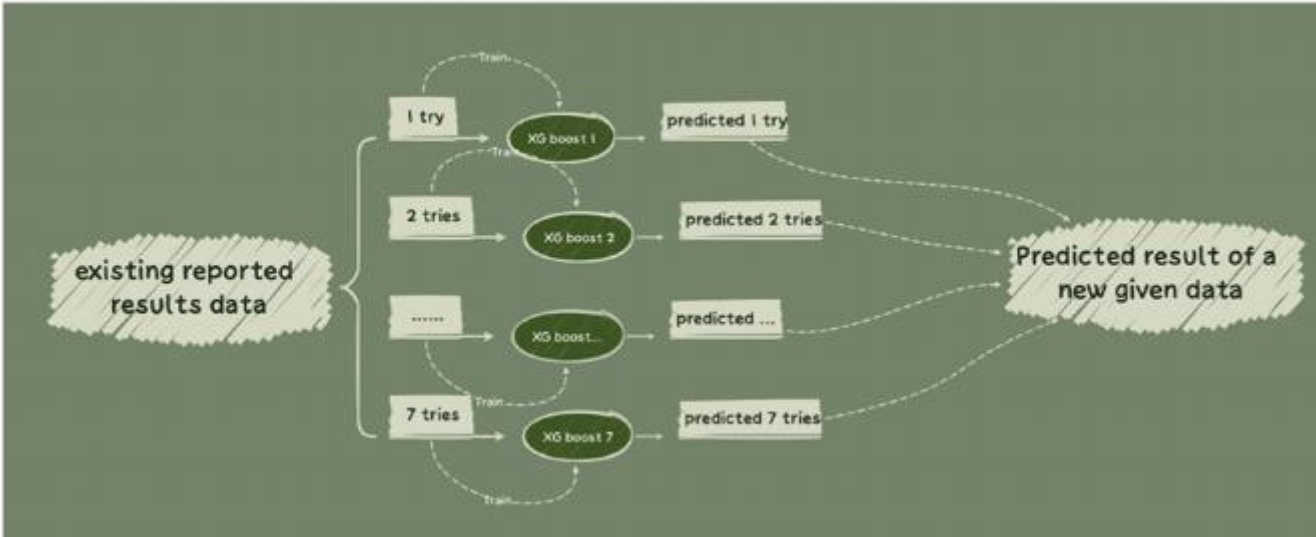 Train
1 try
XG boost 1
predicted 1 try
Train
2 tries
XG boost 2
predicted 2 tries
existing reported
results data
Predicted result of a
new given data
......
XG boost...
predicted ...
Train
7 tries
XG boost 7
predicted 7 tries
Train